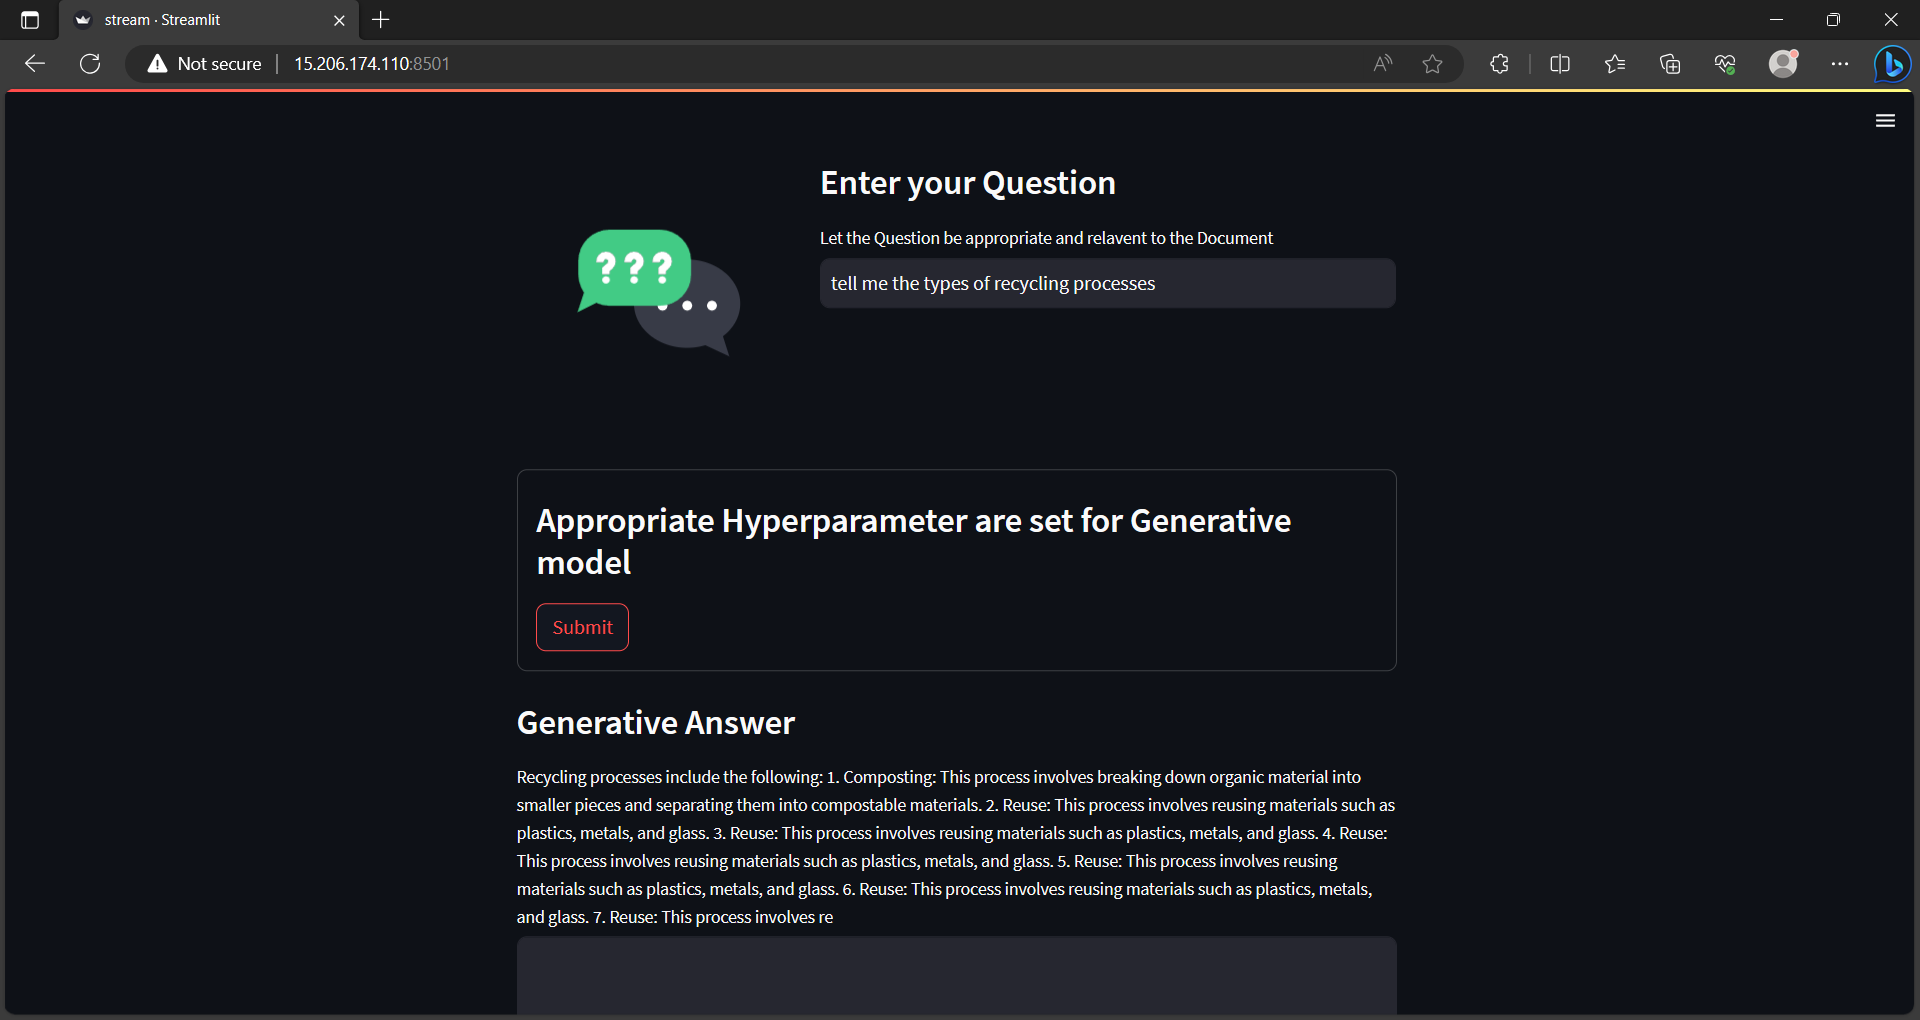 stream · Streamlit
Not secure
15.206.174.110:8501
Enter your Question
Let the Question be appropriate and relavent to the Document
???
tell me the types of recycling processes
Appropriate Hyperparameter are set for Generative
model
Submit
Generative Answer
Recycling processes include the following: 1. Composting: This process involves breaking down organic material into
smaller pieces and separating them into compostable materials. 2. Reuse: This process involves reusing materials such as
plastics, metals, and glass. 3. Reuse: This process involves reusing materials such as plastics, metals, and glass. 4. Reuse:
This process involves reusing materials such as plastics, metals, and glass. 5. Reuse: This process involves reusing
materials such as plastics, metals, and glass. 6. Reuse: This process involves reusing materials such as plastics, metals,
and glass. 7. Reuse: This process involves re